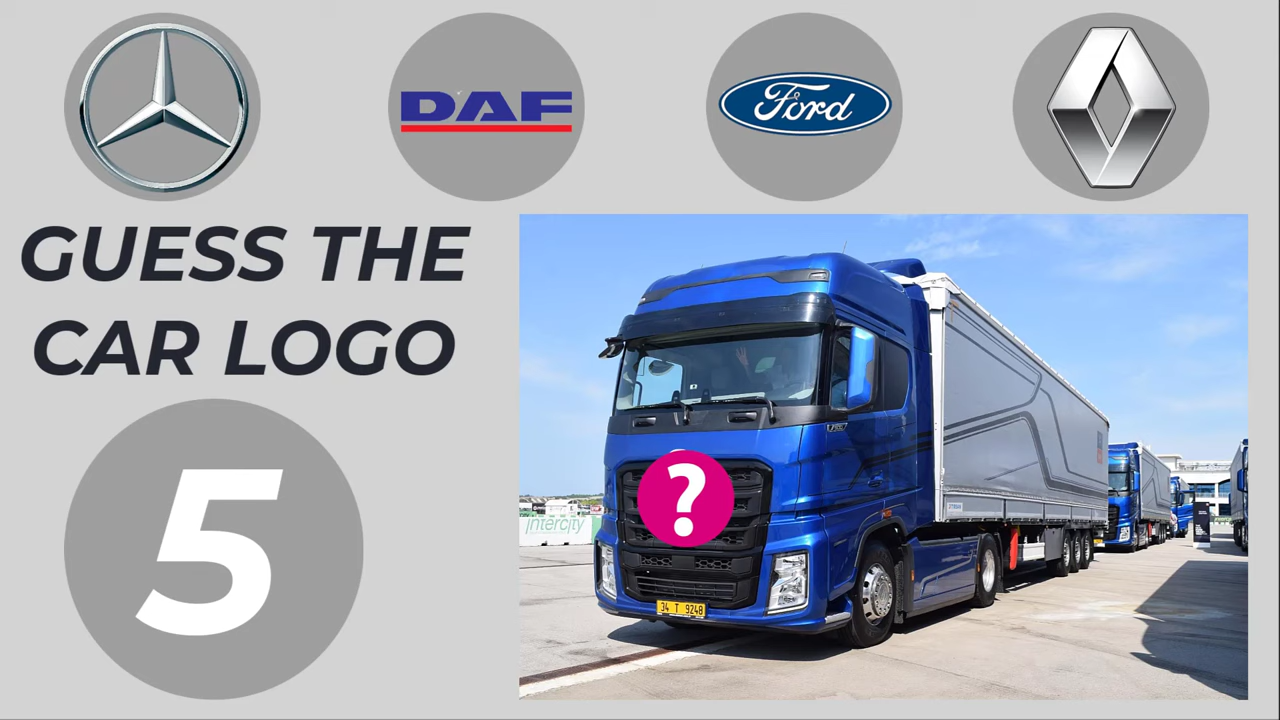 DAF
Ford
GUESS THE
CAR LOGO
5
?
intercity
34 T 9248